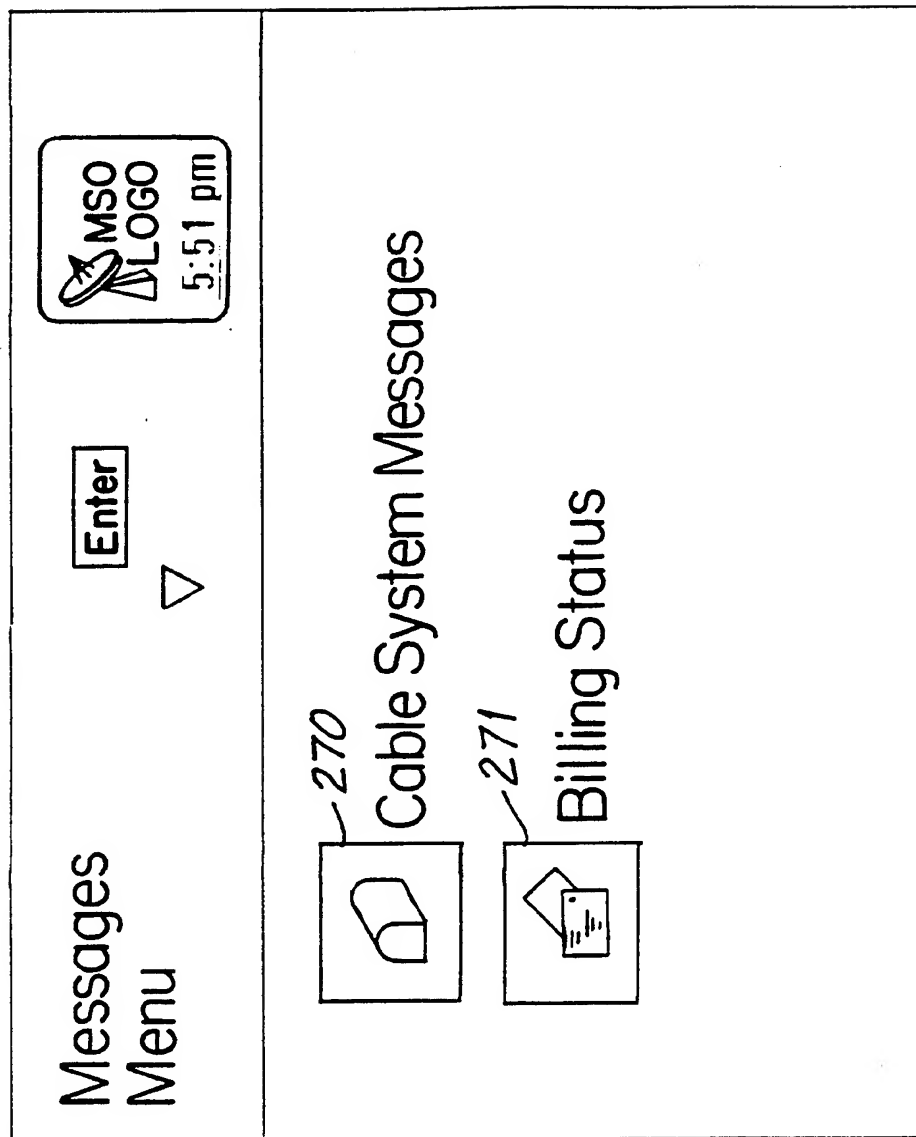 Messages
Menu
Enter
MSO
LOGO
5:51 pm
270
Cable System Messages
271
Billing Status